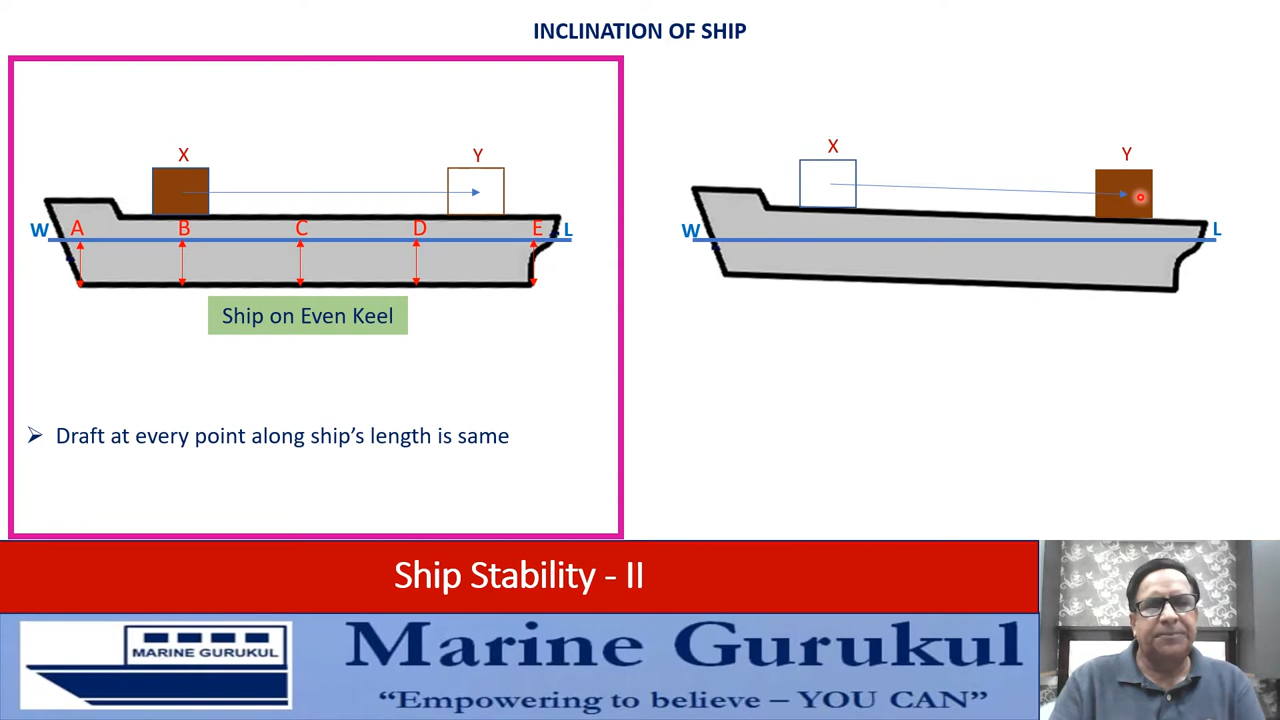 INCLINATION OF SHIP
X
Y
W
A
B
C
D
E
L
Ship on Even Keel
➢ Draft at every point along ship’s length is same
X
Y
W
L
Ship Stability - II
MARINE GURUKUL
Marine Gurukul
“Empowering to believe – YOU CAN”